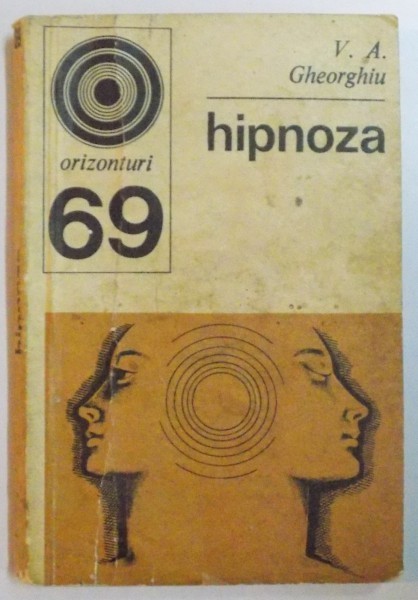 orizonturi
69
V. A.
Gheorghiu
hipnoza